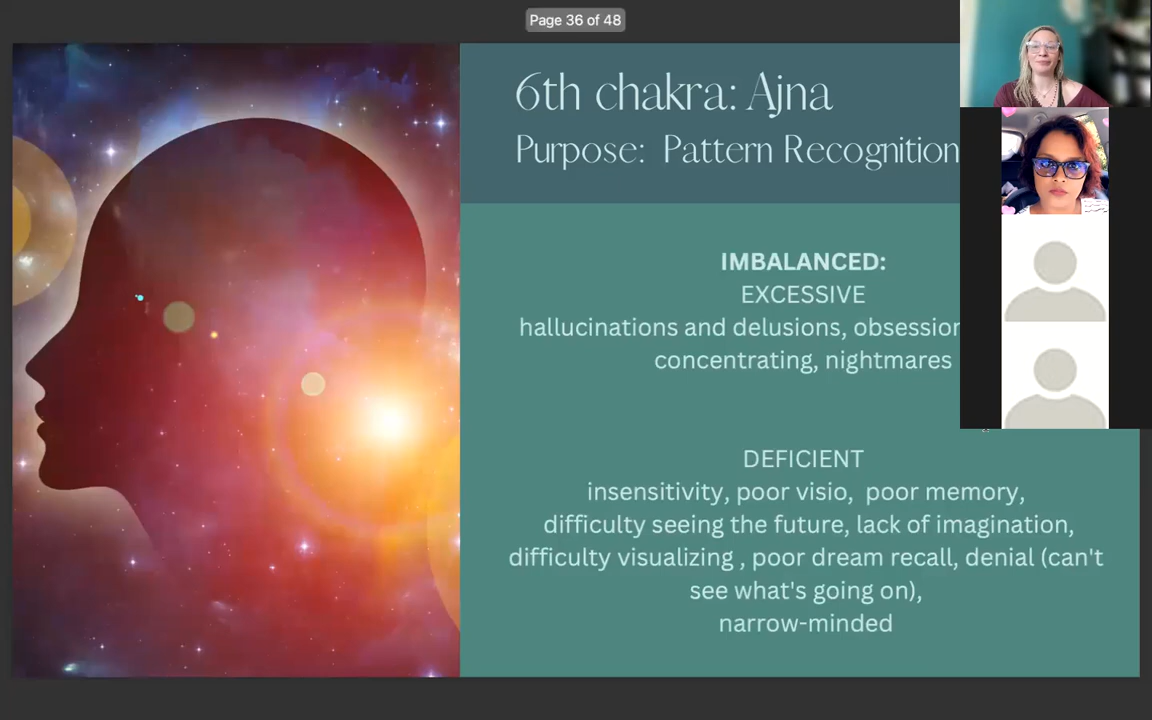 Page 36 of 48
6th chakra: Ajna
Purpose: Pattern Recognition
IMBALANCED:
EXCESSIVE
hallucinations and delusions,
concentrating, nightmares
DEFICIENT
insensitivity, poor visio, poor memory,
difficulty seeing the future, lack of imagination,
difficulty visualizing , poor dream recall, denial (can't
see what's going on),
narrow-minded